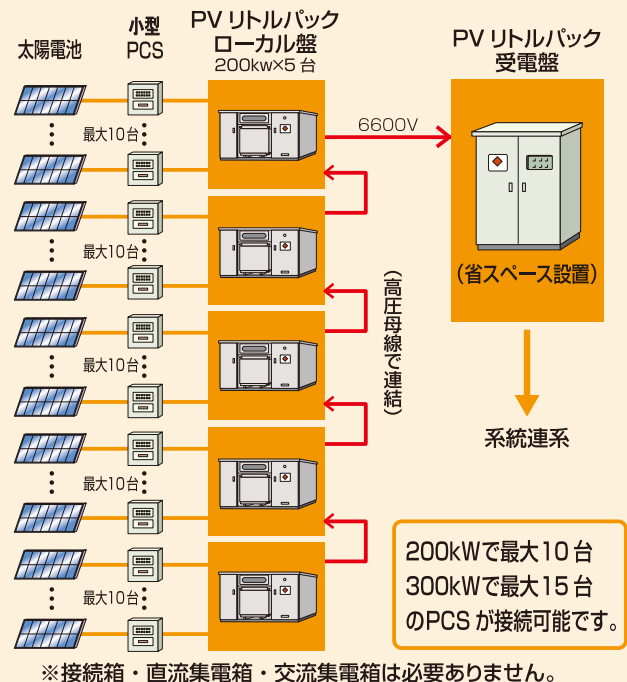 太陽電池
小型
PCS
PVリトルパック
ローカル盤
200kw×5台
PVリトルパック
受電盤
最大10台
6600V
最大10台
(省スペース設置)
(高圧母線で連結)
最大10台
系統連系
最大10台
200kWで最大10台
300kWで最大15台
のPCSが接続可能です。
最大10台
※接続箱・直流集電箱・交流集電箱は必要ありません。